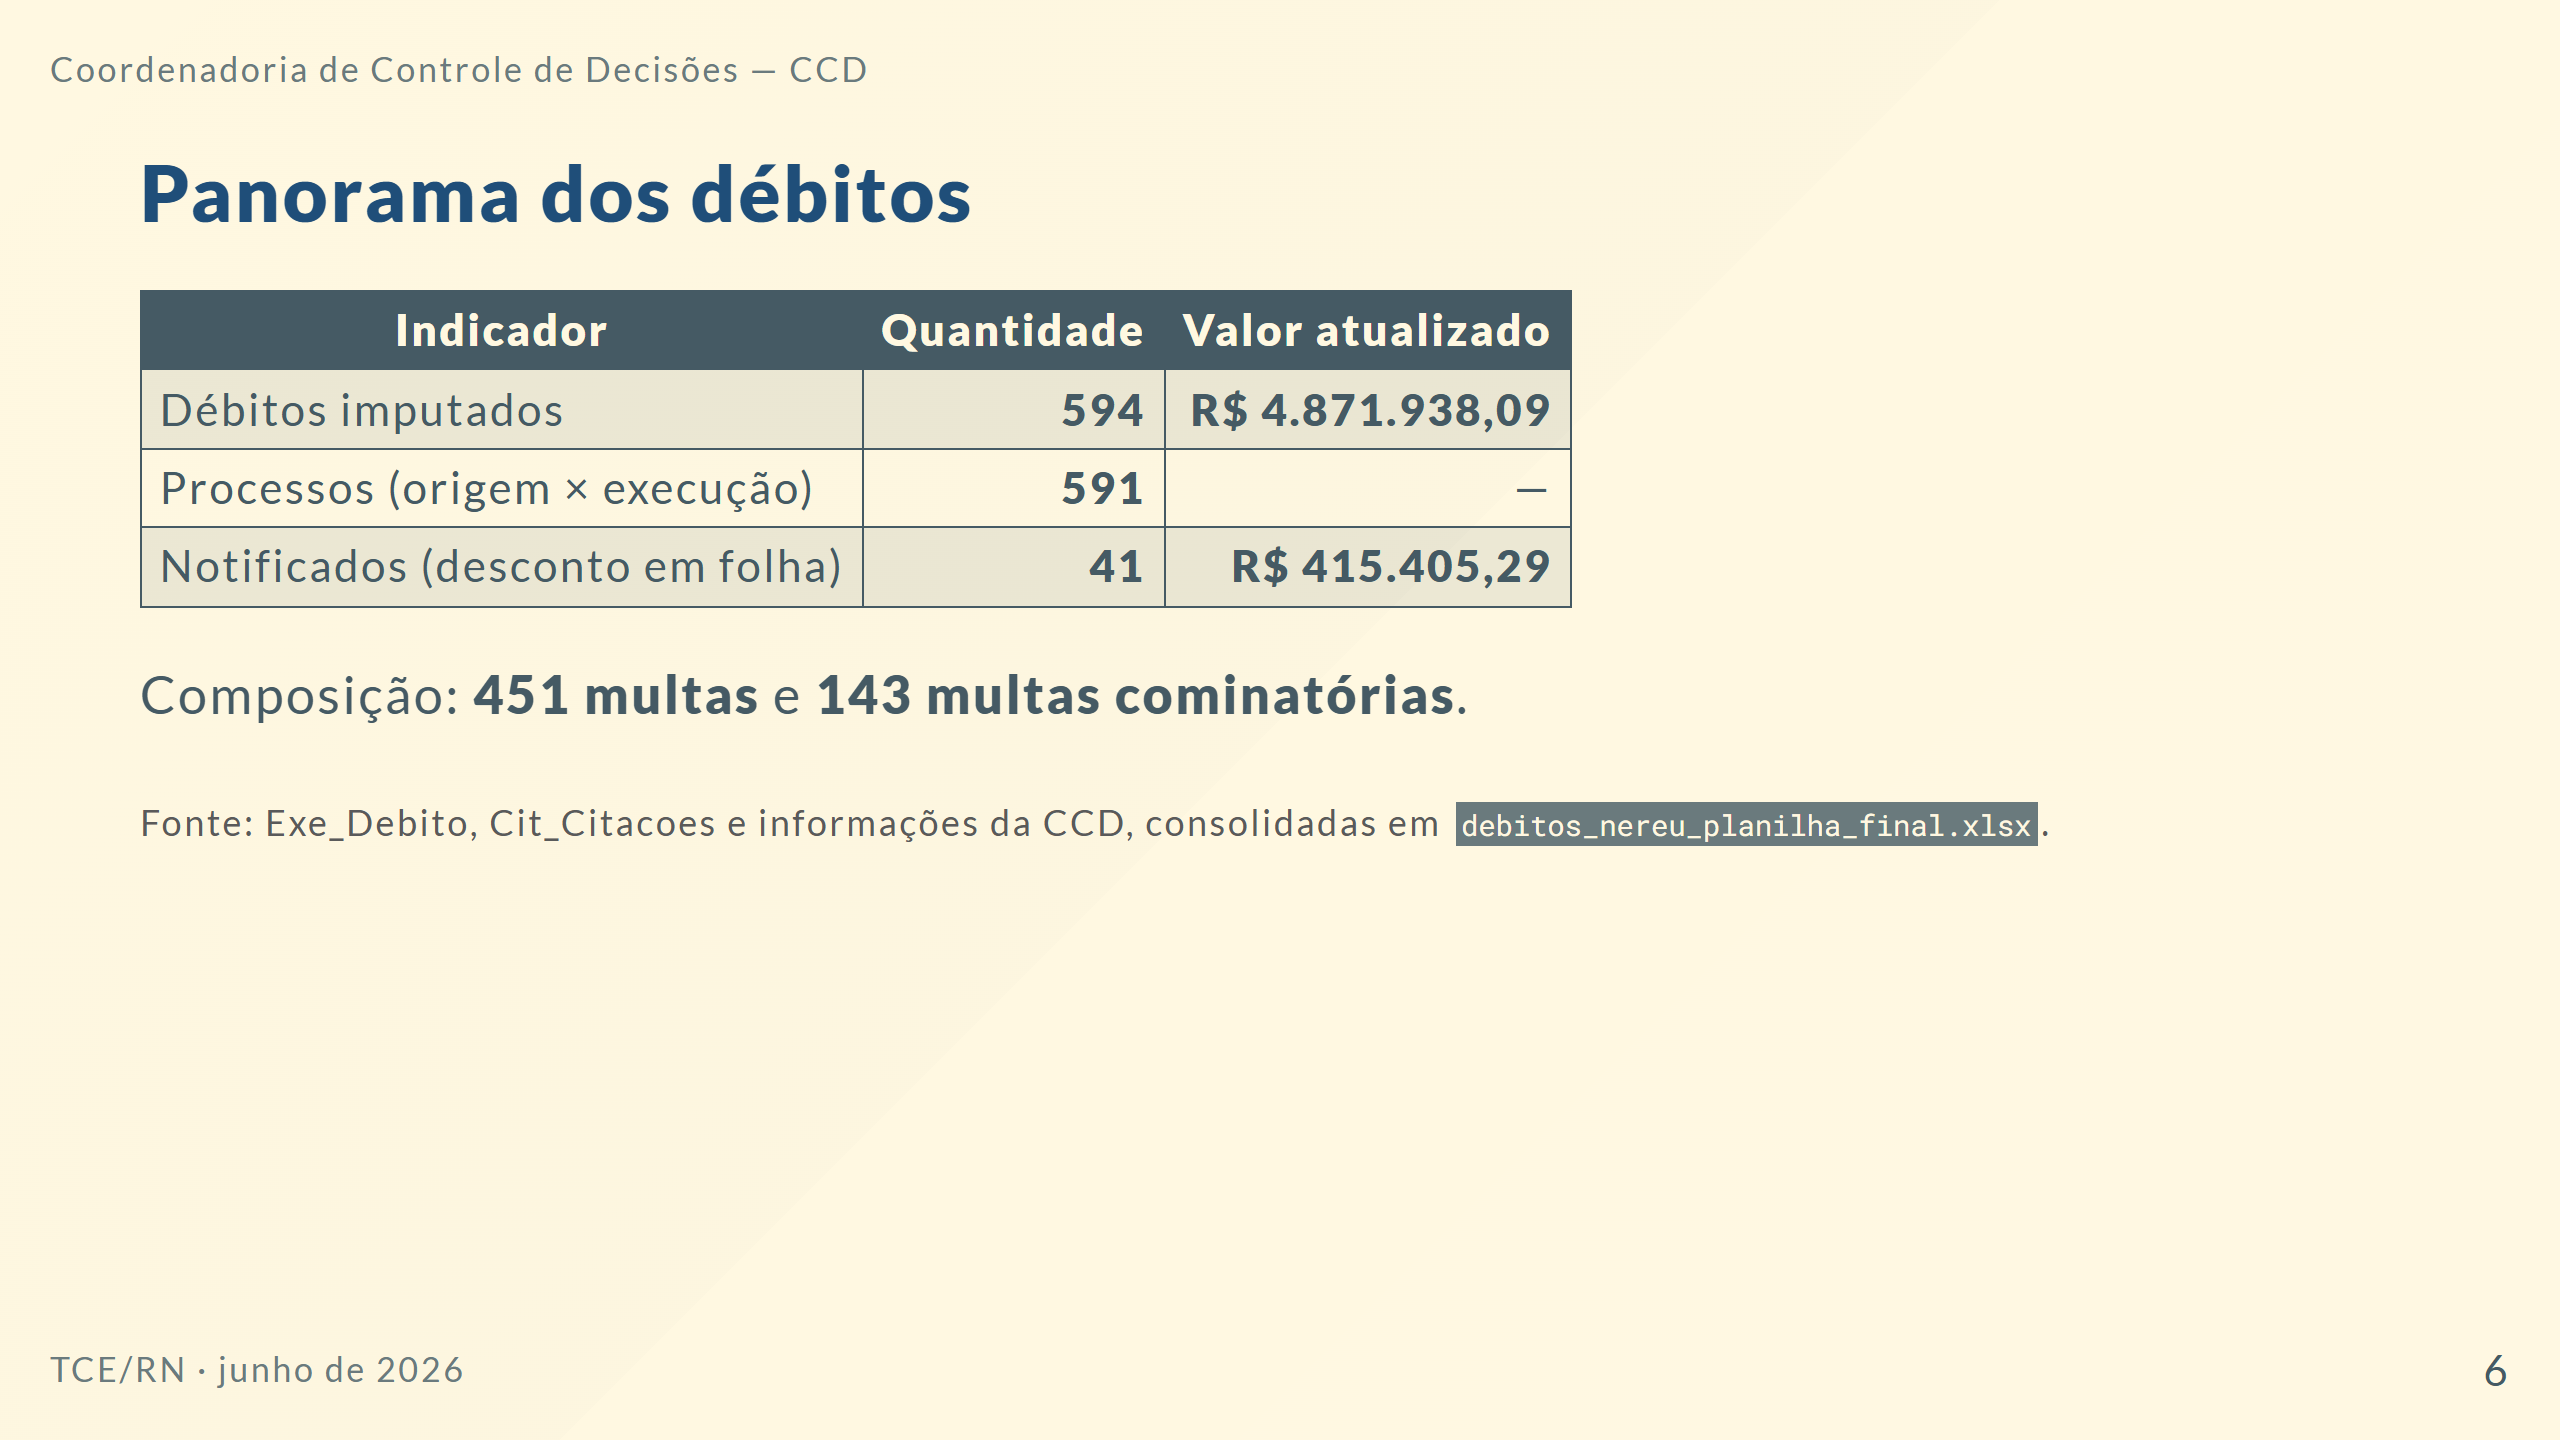 Coordenadoria de Controle de Decisões — CCD
Panorama dos débitos
Indicador Quantidade Valor atualizado
Débitos imputados 594 R$ 4.871.938,09
Processos (origem × execução) 591 —
Notificados (desconto em folha) 41 R$ 415.405,29
Composição: 451 multas e 143 multas cominatórias.
Fonte: Exe_Debito, Cit_Citacoes e informações da CCD, consolidadas em debitos_nereu_planilha_final.xlsx.
TCE/RN · junho de 2026
6